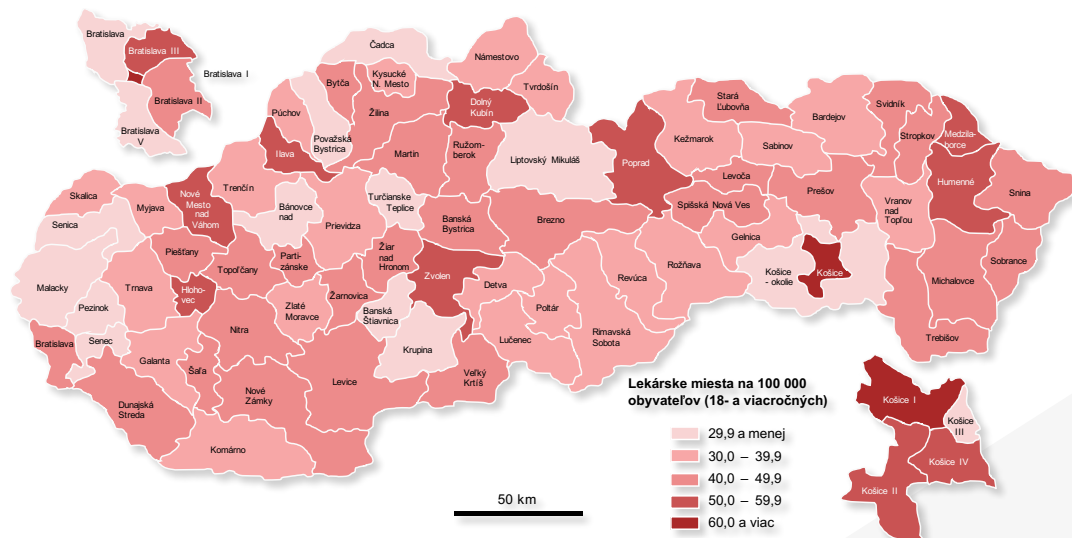 Bratislava
Bratislava III
Bratislava I
Bratislava II
Bratislava
V
Čadca
Námestovo
Bytča
Kysucké
N. Mesto
Tvrdošín
Púchov
Žilina
Dolný
Kubín
Stará
Ľubovňa
Svidník
Bardejov
Považská
Bystrica
Ilava
Martin
Ružom-
berok
Liptovský Mikuláš
Poprad
Kežmarok
Sabinov
Stropkov
Medzila-
borce
Skalica
Nové
Mesto
nad
Váhom
Trenčín
Turčianske
Teplice
Levoča
Prešov
Humenné
Snina
Senica
Myjava
Bánovce
nad
Prievidza
Banská
Bystrica
Brezno
Spišská Nová Ves
Vranov
nad
Topľou
Piešťany
Parti-
zánske
Žiar
nad
Hronom
Gelnica
Malacky
Trnava
Hloho-
vec
Topoľčany
Zvolen
Detva
Revúca
Rožňava
Košice
- okolie
Košice
Michalovce
Sobrance
Pezinok
Zlaté
Moravce
Žarnovica
Banská
Štiavnica
Poltár
Bratislava
Senec
Nitra
Krupina
Lučenec
Rimavská
Sobota
Trebišov
Galanta
Šaľa
Nové
Zámky
Levice
Veľký
Krtíš
Dunajská
Streda
Komárno
Lekárske miesta na 100 000
obyvateľov (18- a viacročných)
29,9 a menej
30,0 – 39,9
40,0 – 49,9
50,0 – 59,9
60,0 a viac
50 km
Košice I
Košice
III
Košice IV
Košice II